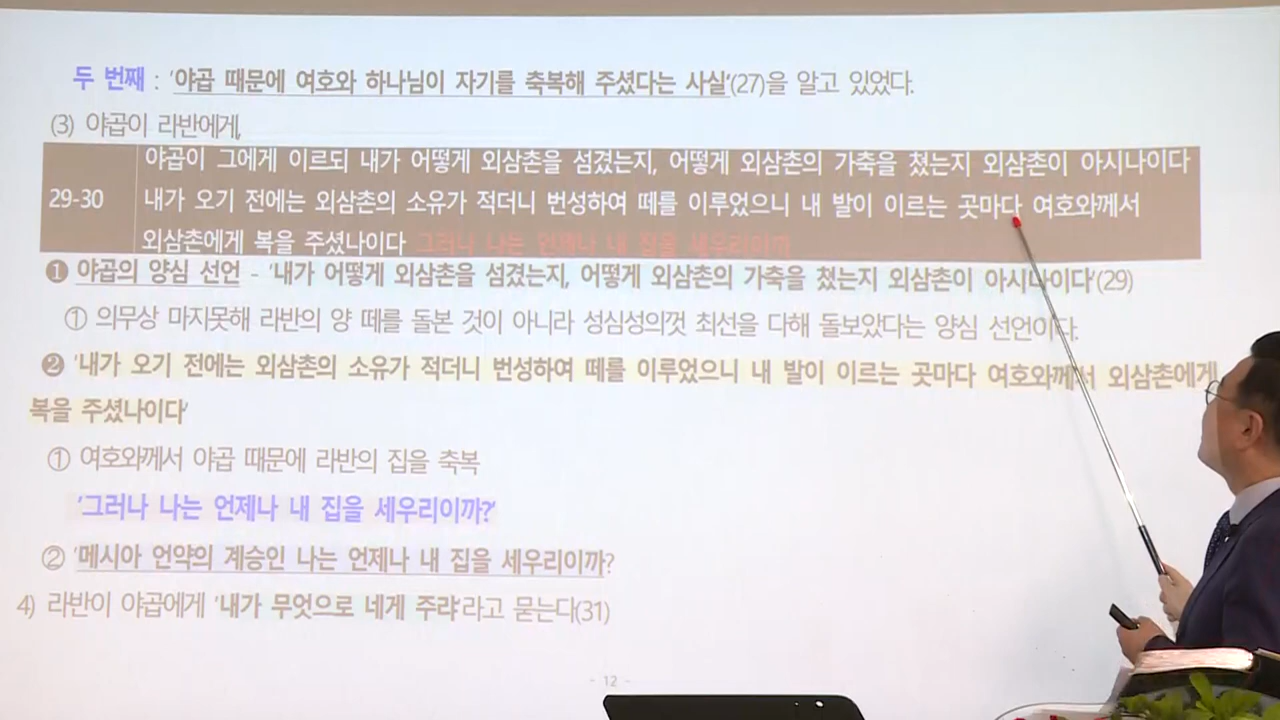 두 번째 : '야곱 때문에 여호와 하나님이 자기를 축복해 주셨다는 사실'(27)을 알고 있었다.
(3) 야곱이 라반에게,
29-30
야곱이 그에게 이르되 내가 어떻게 외삼촌을 섬겼는지, 어떻게 외삼촌의 가축을 쳤는지 외삼촌이 아시나이다
내가 오기 전에는 외삼촌의 소유가 적더니 번성하여 떼를 이루었으니 내 발이 이르는 곳마다 여호와께서
외삼촌에게 복을 주셨나이다 그러나 나는 언제나 내 집을 세우리이까
❶ 야곱의 양심 선언 - '내가 어떻게 외삼촌을 섬겼는지, 어떻게 외삼촌의 가축을 쳤는지 외삼촌이 아시나이다'(29)
① 의무상 마지못해 라반의 양 떼를 돌본 것이 아니라 성심성의껏 최선을 다해 돌보았다는 양심 선언이다.
❷ '내가 오기 전에는 외삼촌의 소유가 적더니 번성하여 떼를 이루었으니 내 발이 이르는 곳마다 여호와께서 외삼촌에게
복을 주셨나이다'
① 여호와께서 야곱 때문에 라반의 집을 축복
'그러나 나는 언제나 내 집을 세우리이까?'
② '메시아 언약의 계승인 나는 언제나 내 집을 세우리이까?
4) 라반이 야곱에게 '내가 무엇으로 네게 주랴'라고 묻는다(31)
- 12 -